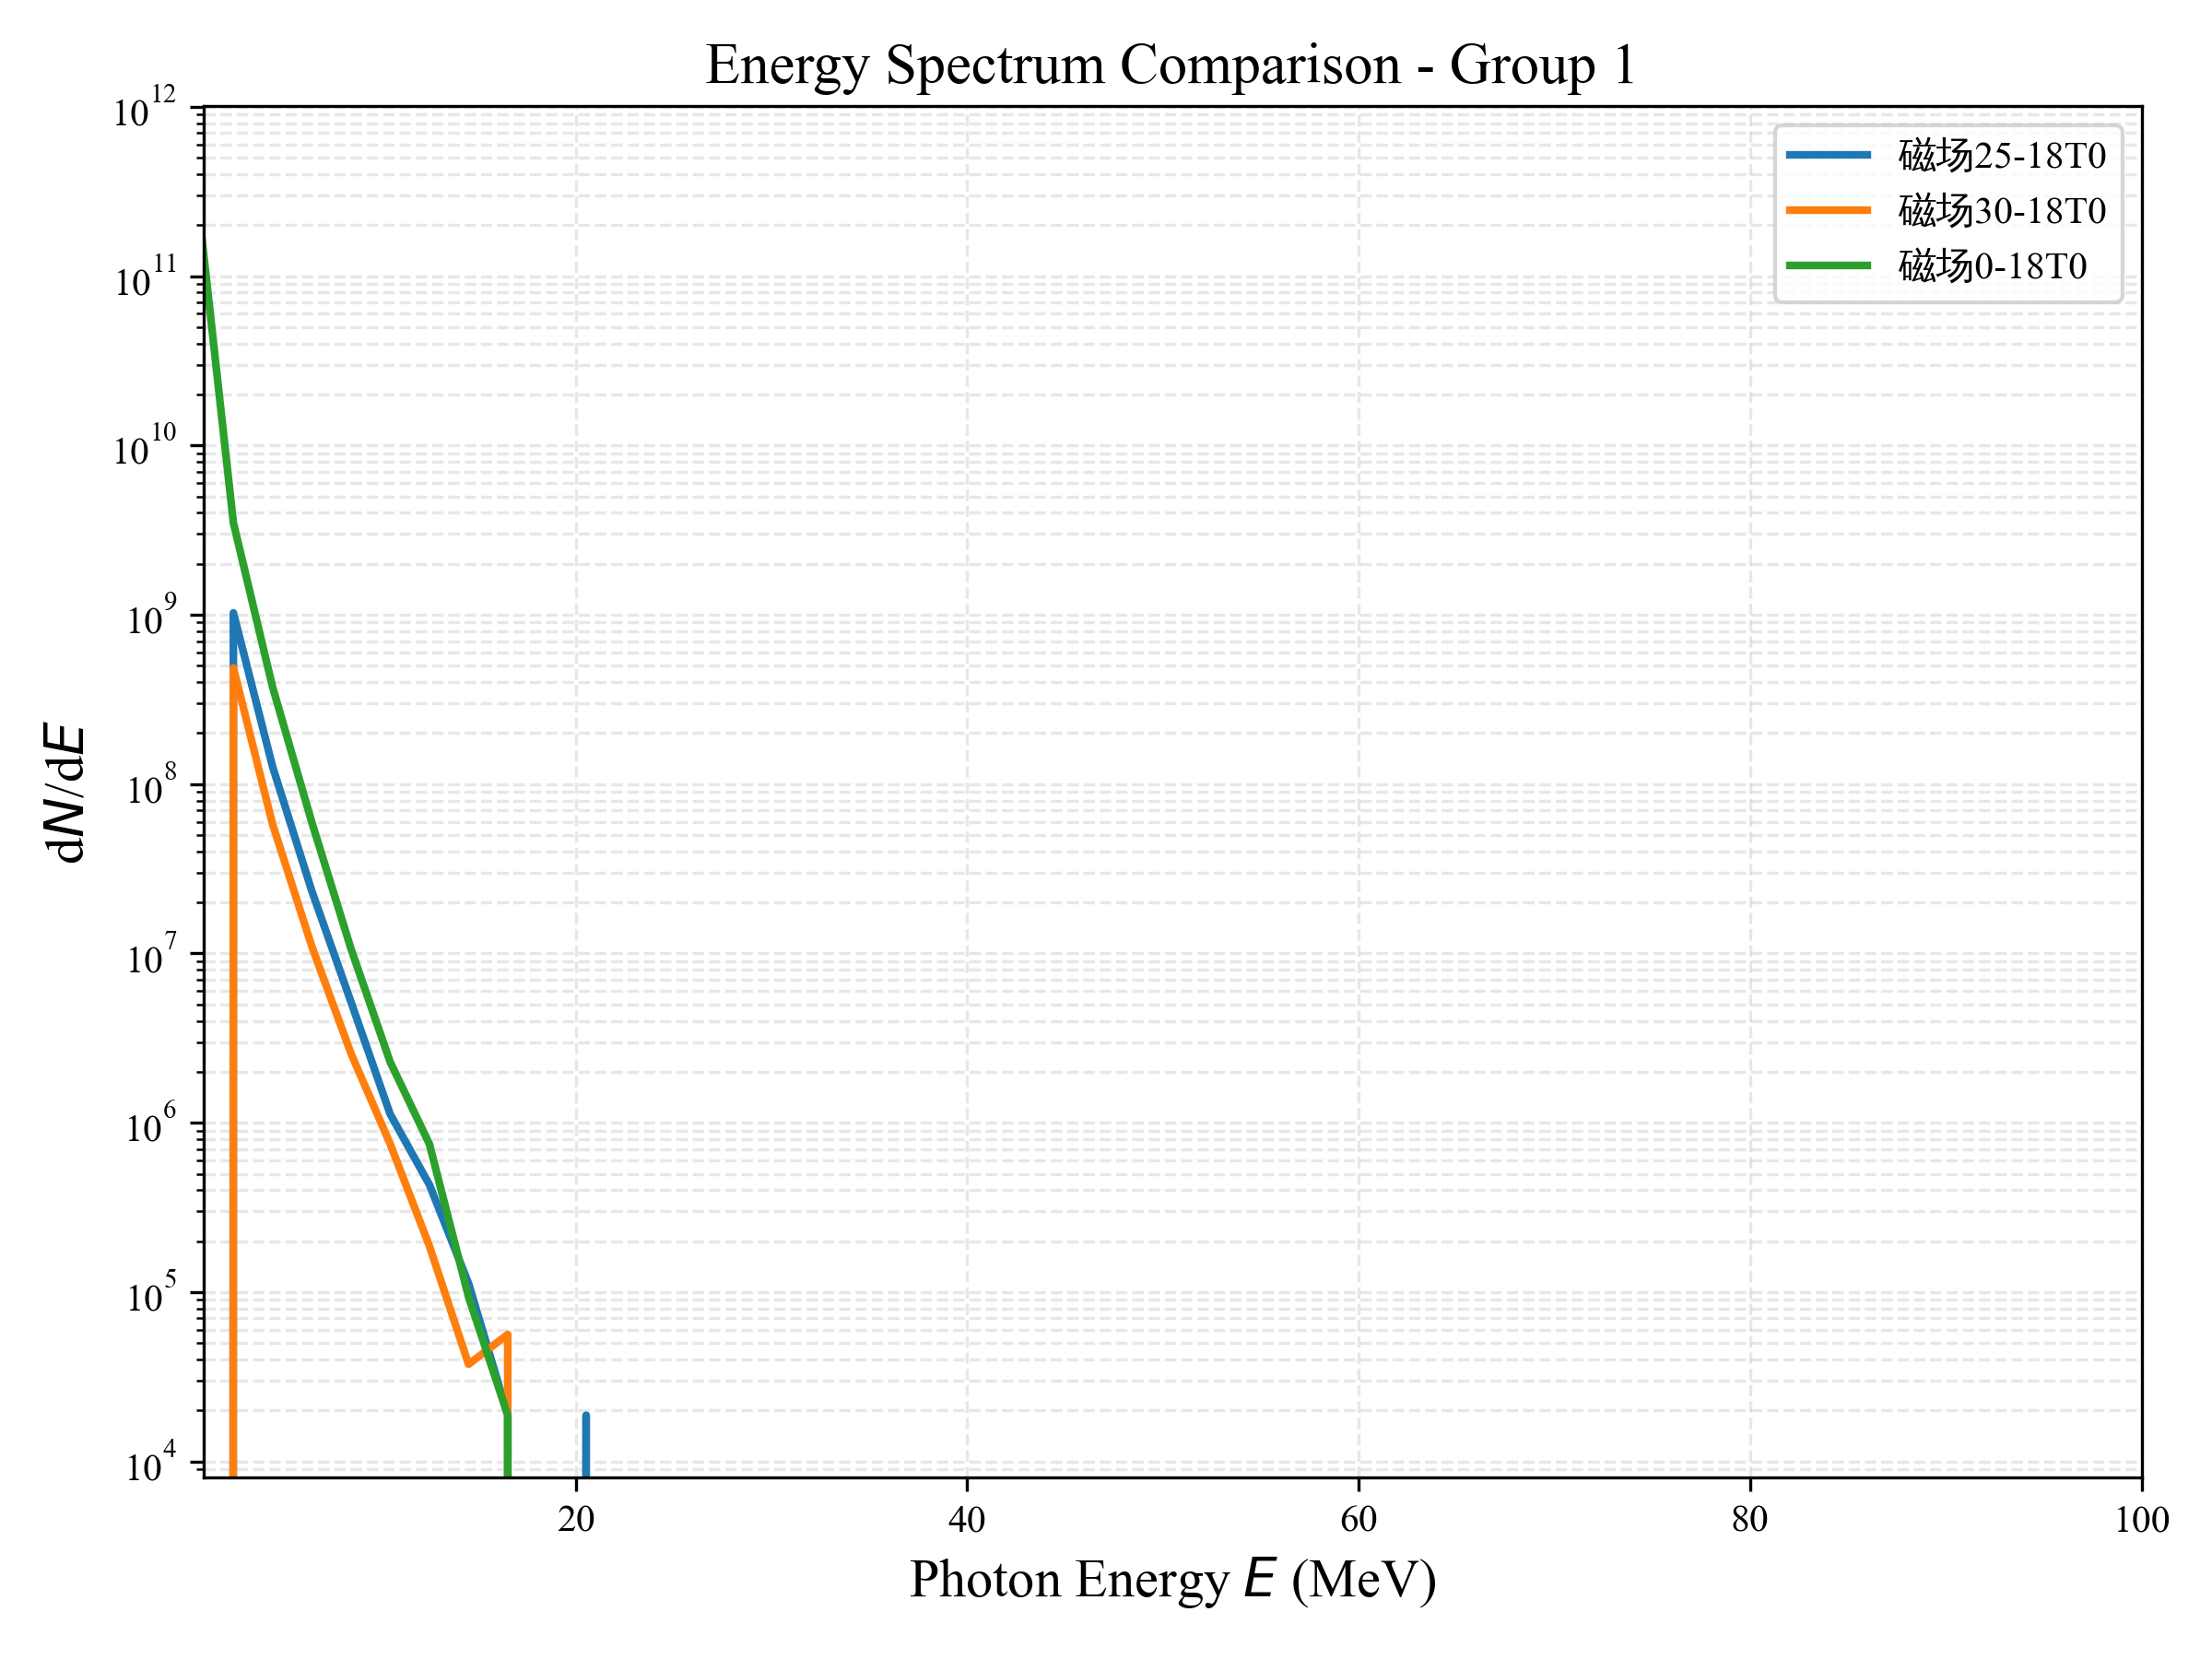 Energy Spectrum Comparison - Group 1
磁场25-18T0
磁场30-18T0
磁场0-18T0
10^12
10^11
10^10
10^9
10^8
10^7
10^6
10^5
10^4
dN/dE
20 40 60 80 100
Photon Energy E (MeV)